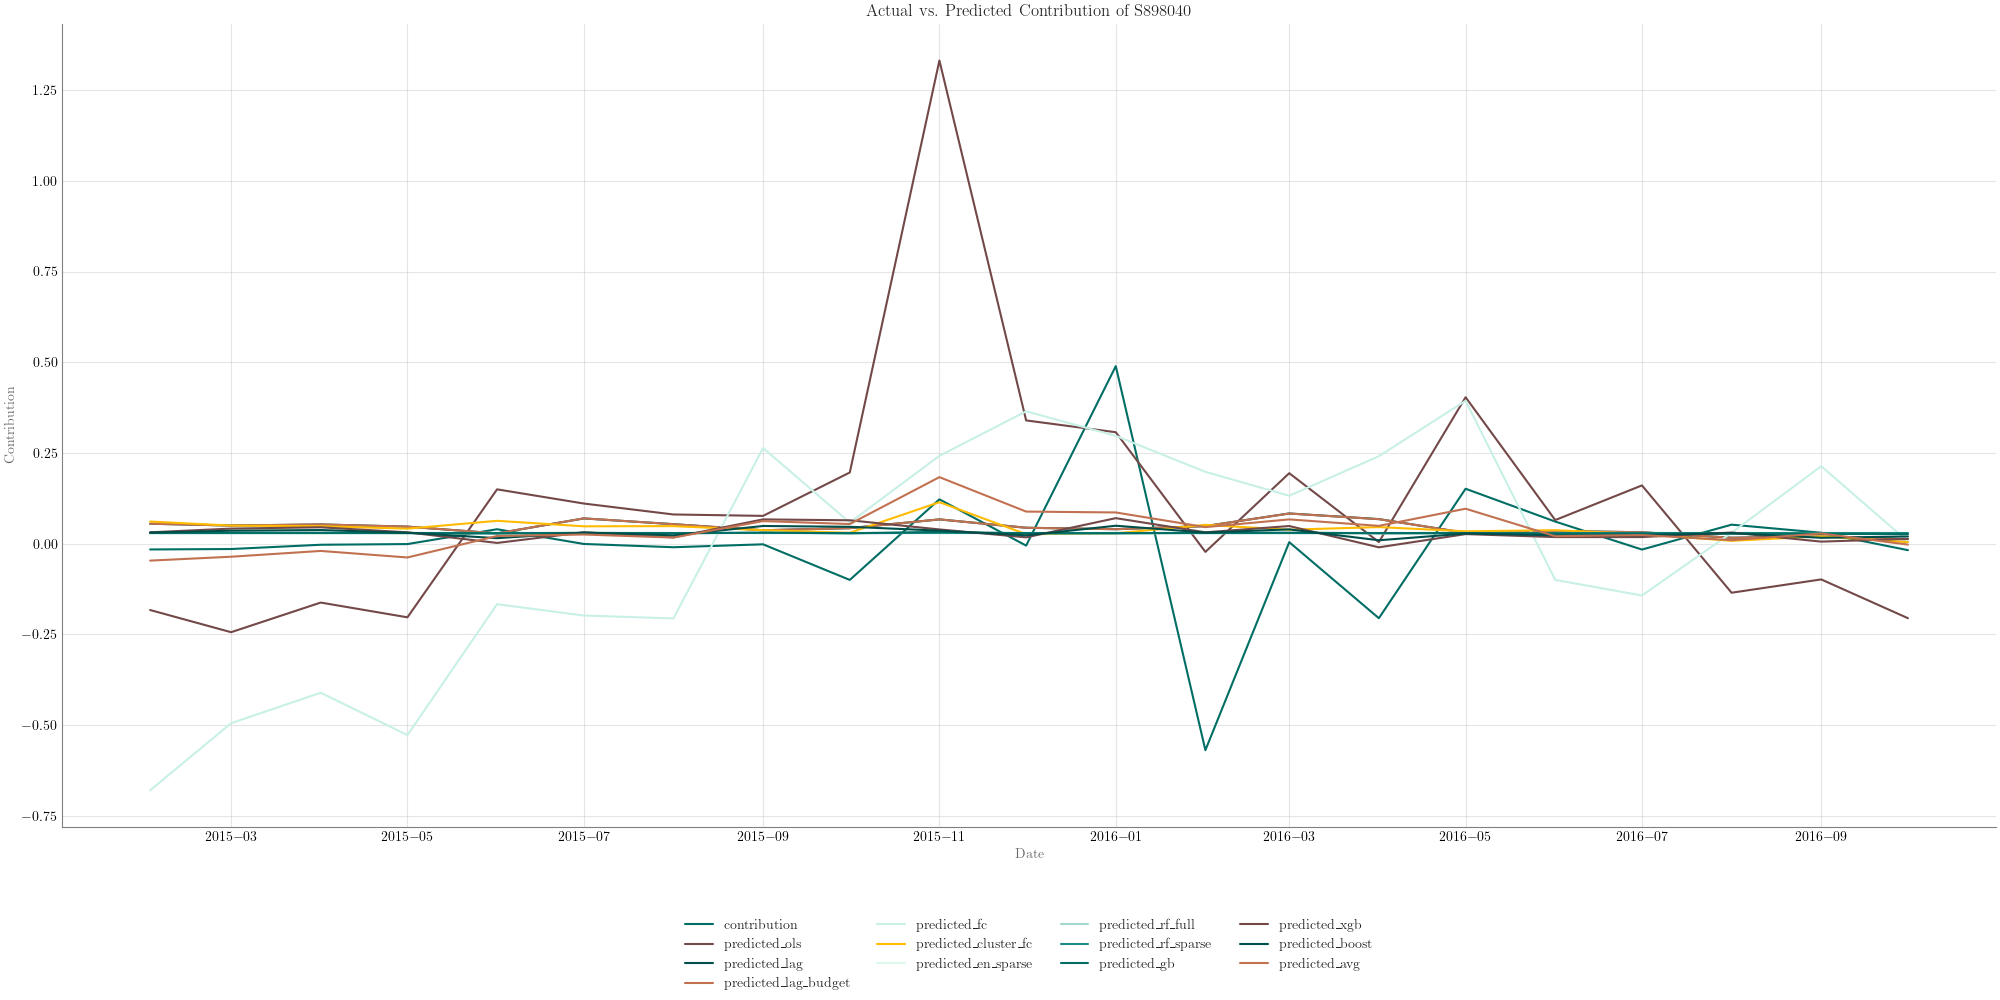 Actual vs. Predicted Contribution of S898040
Contribution
1.25
1.00
0.75
0.50
0.25
0.00
−0.25
−0.50
−0.75
2015−03 2015−05 2015−07 2015−09 2015−11 2016−01 2016−03 2016−05 2016−07 2016−09
Date
contribution predicted_fc predicted_rf_full predicted_xgb
predicted_ols predicted_cluster_fc predicted_rf_sparse predicted_boost
predicted_lag predicted_en_sparse predicted_gb predicted_avg
predicted_lag_budget